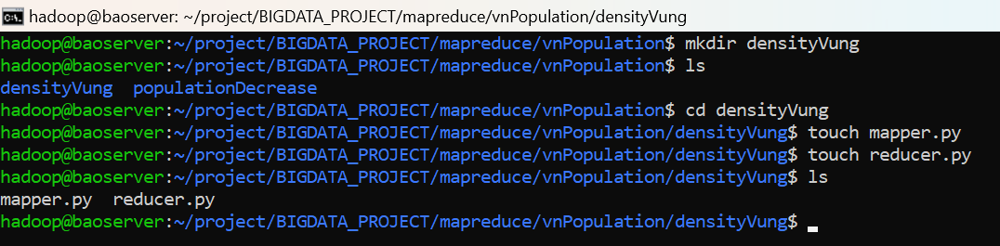 hadoop@baoserver: ~/project/BIGDATA_PROJECT/mapreduce/vnPopulation/densityVung
hadoop@baoserver:~/project/BIGDATA_PROJECT/mapreduce/vnPopulation$ mkdir densityVung
hadoop@baoserver:~/project/BIGDATA_PROJECT/mapreduce/vnPopulation$ ls
densityVung  populationDecrease
hadoop@baoserver:~/project/BIGDATA_PROJECT/mapreduce/vnPopulation$ cd densityVung
hadoop@baoserver:~/project/BIGDATA_PROJECT/mapreduce/vnPopulation/densityVung$ touch mapper.py
hadoop@baoserver:~/project/BIGDATA_PROJECT/mapreduce/vnPopulation/densityVung$ touch reducer.py
hadoop@baoserver:~/project/BIGDATA_PROJECT/mapreduce/vnPopulation/densityVung$ ls
mapper.py  reducer.py
hadoop@baoserver:~/project/BIGDATA_PROJECT/mapreduce/vnPopulation/densityVung$